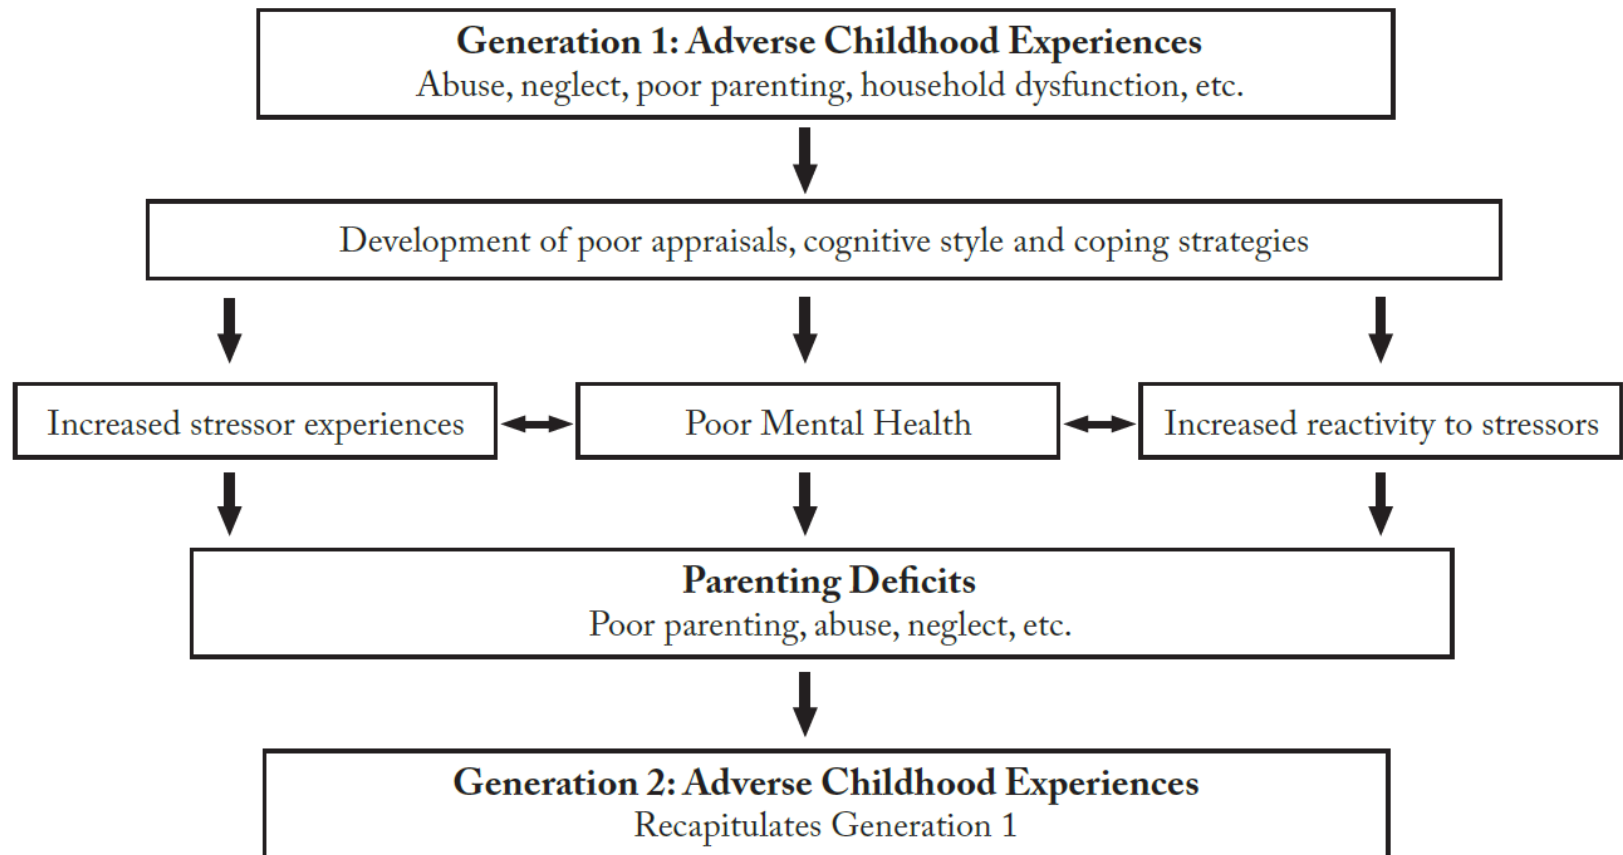 Generation 1: Adverse Childhood Experiences
Abuse, neglect, poor parenting, household dysfunction, etc.
Development of poor appraisals, cognitive style and coping strategies
Increased stressor experiences
Poor Mental Health
Increased reactivity to stressors
Parenting Deficits
Poor parenting, abuse, neglect, etc.
Generation 2: Adverse Childhood Experiences
Recapitulates Generation 1